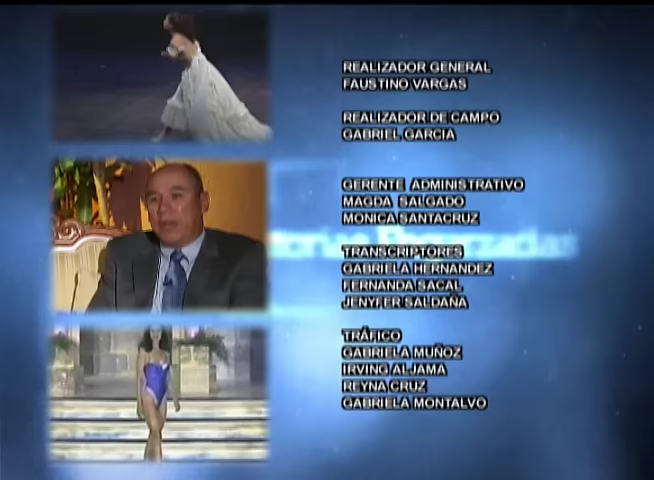 REALIZADOR GENERAL
FAUSTINO VARGAS
REALIZADOR DE CAMPO
GABRIEL GARCIA
GERENTE ADMINISTRATIVO
MAGDA SALGADO
MONICA SANTACRUZ
TRANSCRIPTORES
GABRIELA HERNANDEZ
FERNANDA SACAL
JENYFER SALDAÑA
TRÁFICO
GABRIELA MUÑOZ
IRVING ALJAMA
REYNA CRUZ
GABRIELA MONTALVO